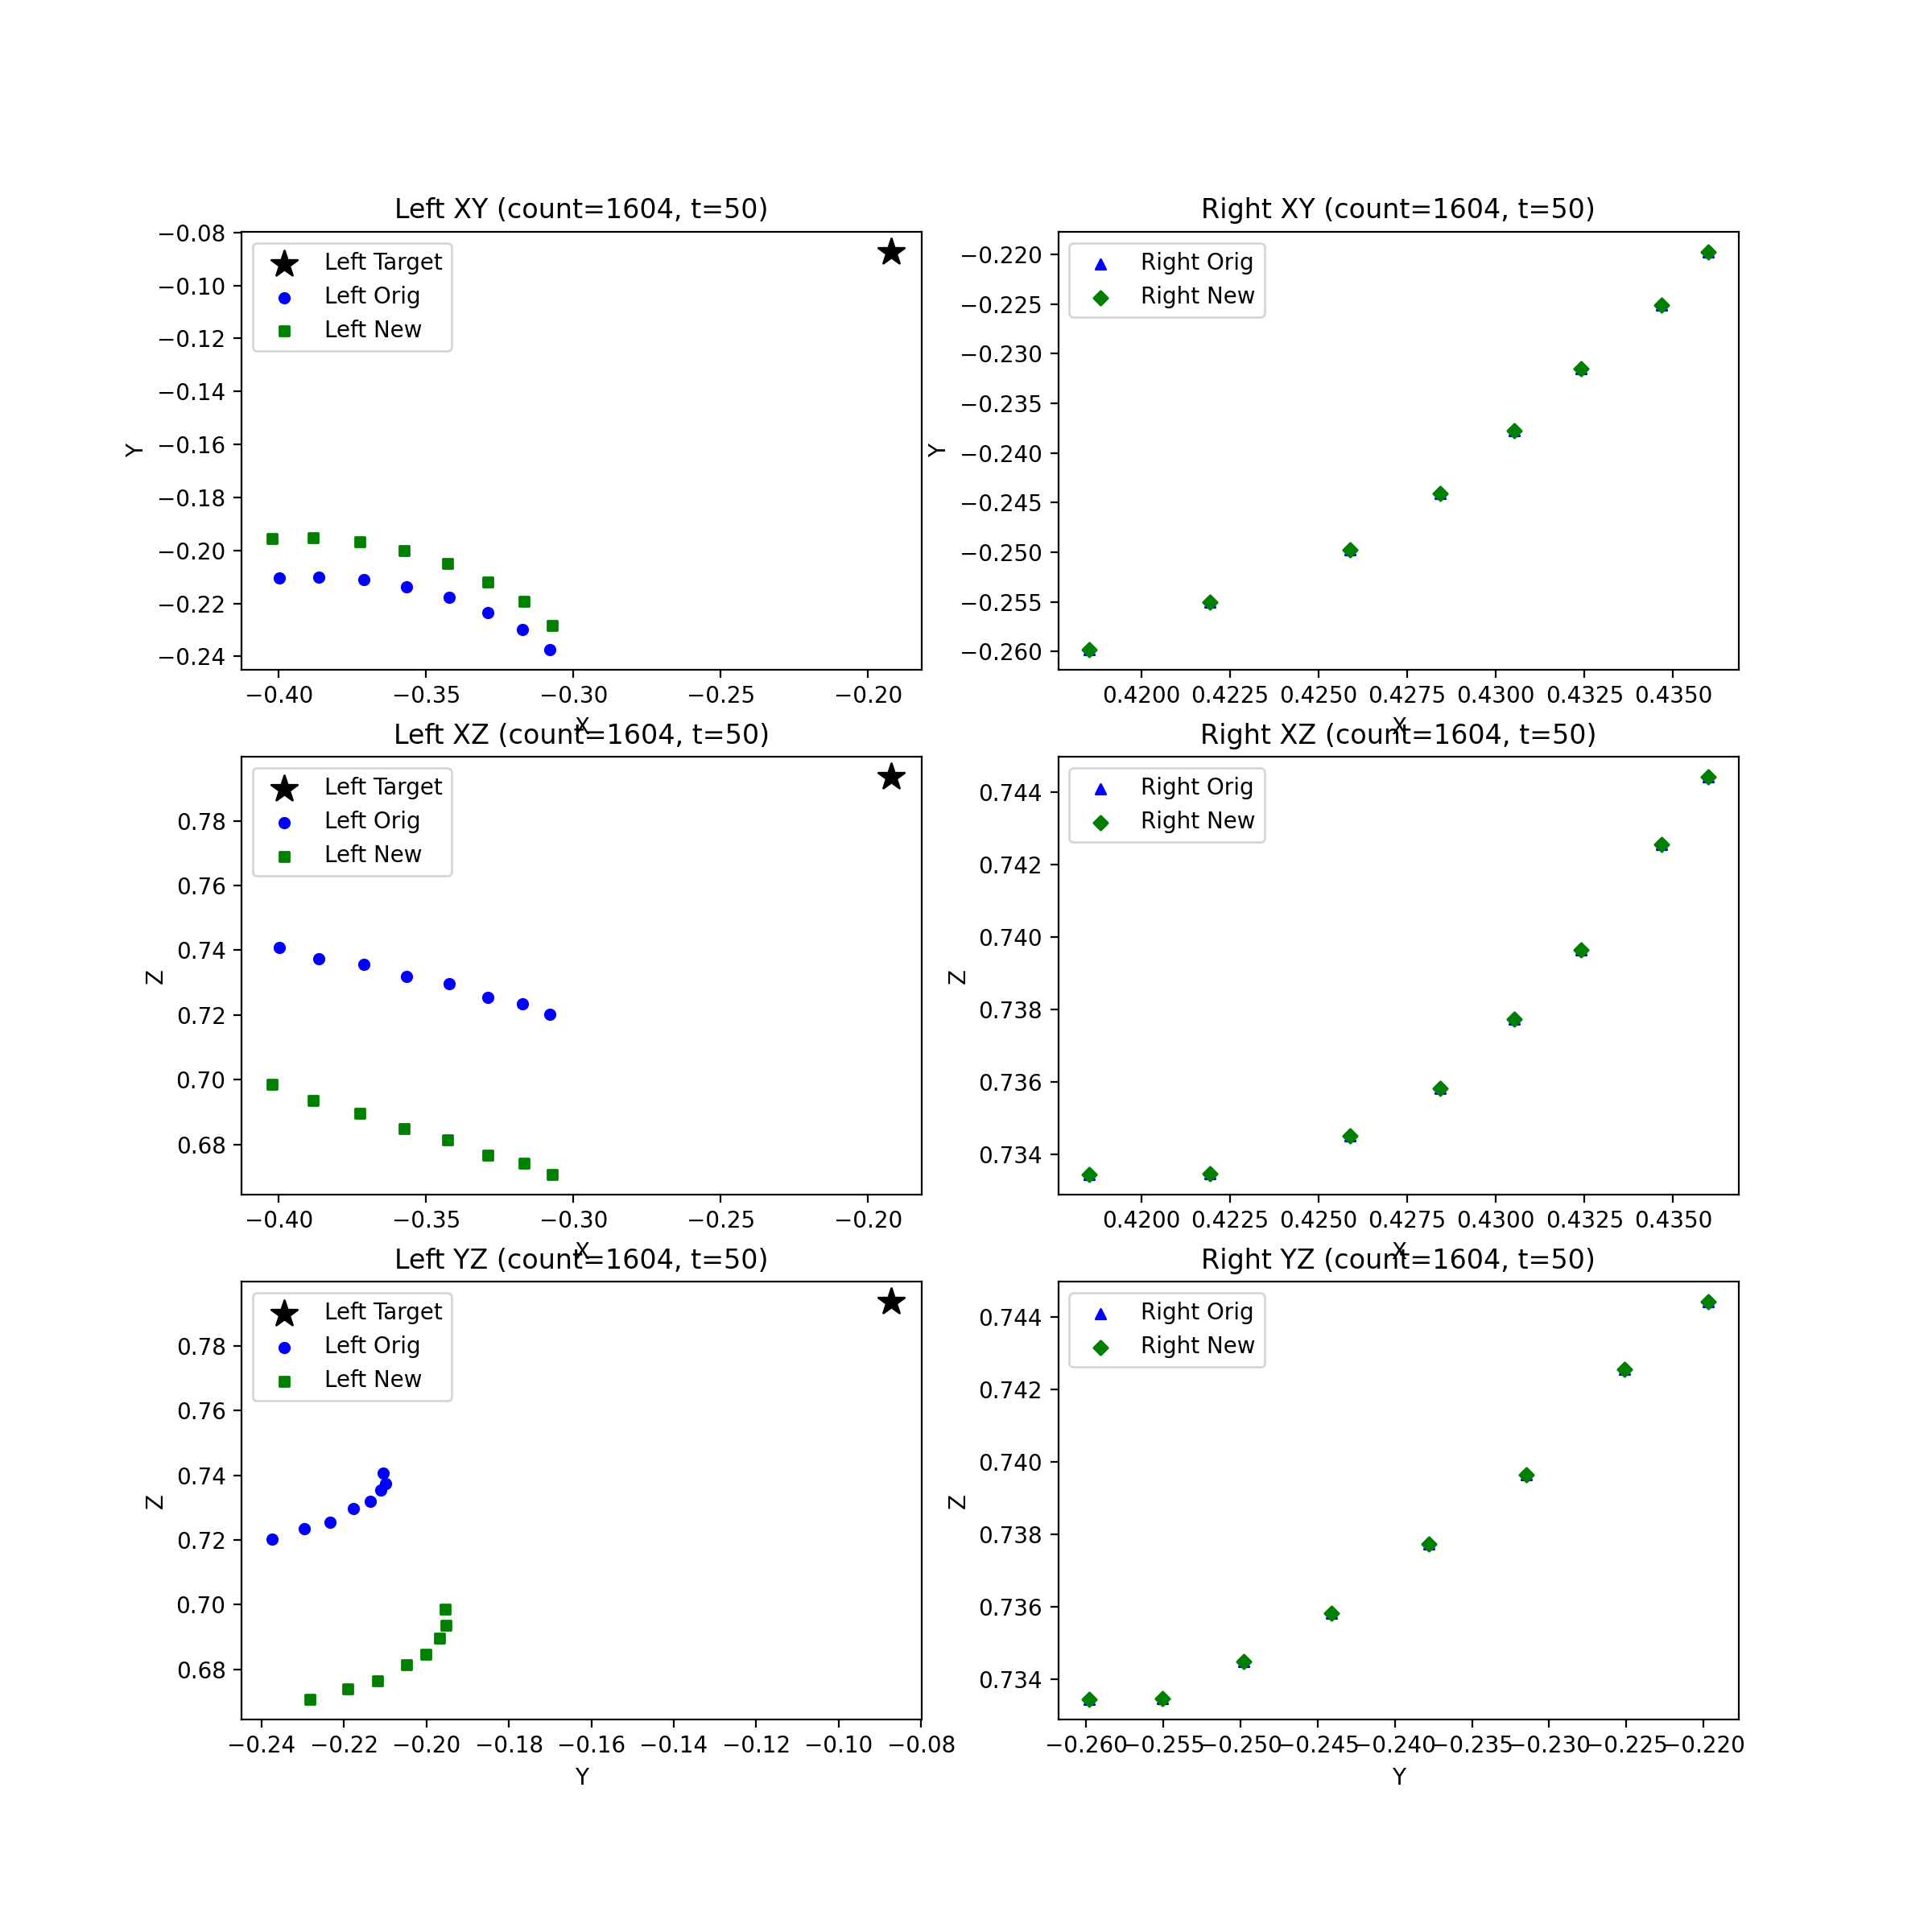 Left XY (count=1604, t=50)
Left Target
Left Orig
Left New
−0.08
−0.10
−0.12
−0.14
−0.16
−0.18
−0.20
−0.22
−0.24
Y
−0.40 −0.35 −0.30 −0.25 −0.20
X
Right XY (count=1604, t=50)
Right Orig
Right New
−0.220
−0.225
−0.230
−0.235
−0.240
−0.245
−0.250
−0.255
−0.260
Y
0.4200 0.4225 0.4250 0.4275 0.4300 0.4325 0.4350
X
Left XZ (count=1604, t=50)
Left Target
Left Orig
Left New
0.78
0.76
0.74
0.72
0.70
0.68
Z
−0.40 −0.35 −0.30 −0.25 −0.20
X
Right XZ (count=1604, t=50)
Right Orig
Right New
0.744
0.742
0.740
0.738
0.736
0.734
Z
0.4200 0.4225 0.4250 0.4275 0.4300 0.4325 0.4350
X
Left YZ (count=1604, t=50)
Left Target
Left Orig
Left New
0.78
0.76
0.74
0.72
0.70
0.68
Z
−0.24 −0.22 −0.20 −0.18 −0.16 −0.14 −0.12 −0.10 −0.08
Y
Right YZ (count=1604, t=50)
Right Orig
Right New
0.744
0.742
0.740
0.738
0.736
0.734
Z
−0.260 −0.255 −0.250 −0.245 −0.240 −0.235 −0.230 −0.225 −0.220
Y